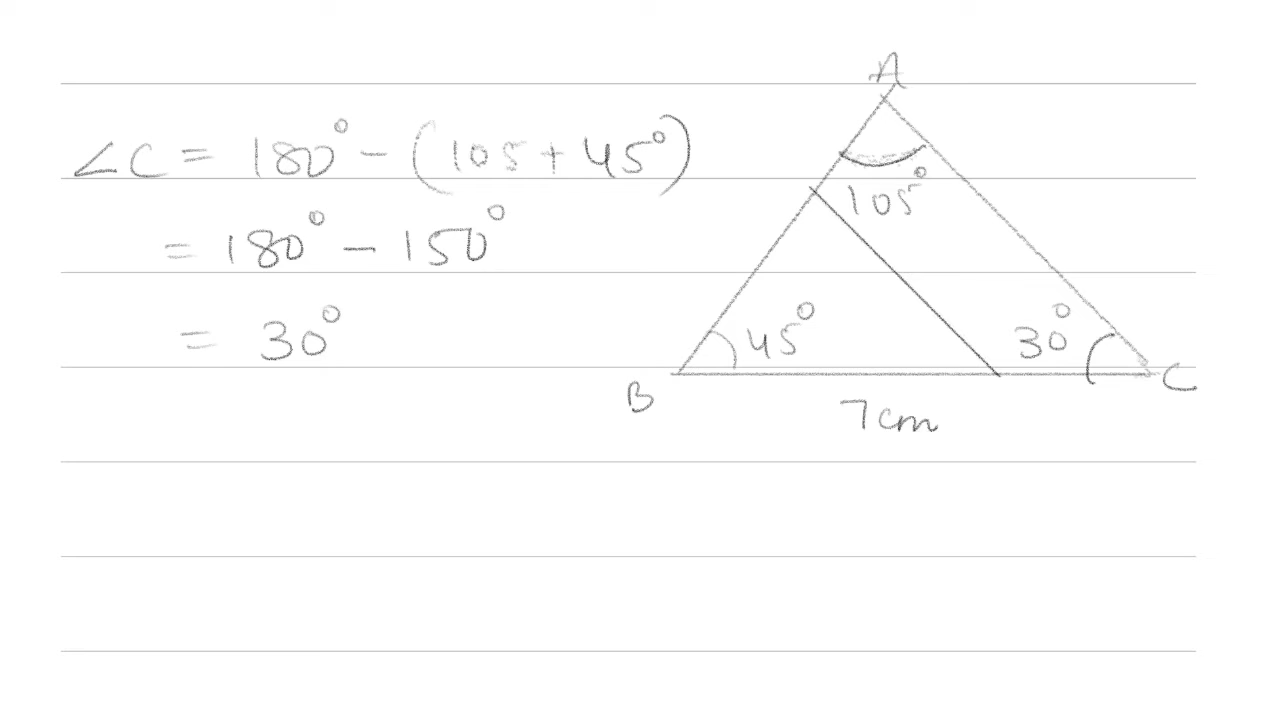 ∠C = 180° - (105 + 45°)
= 180° - 150°
= 30°
A
105°
45°
30°
B
C
7cm